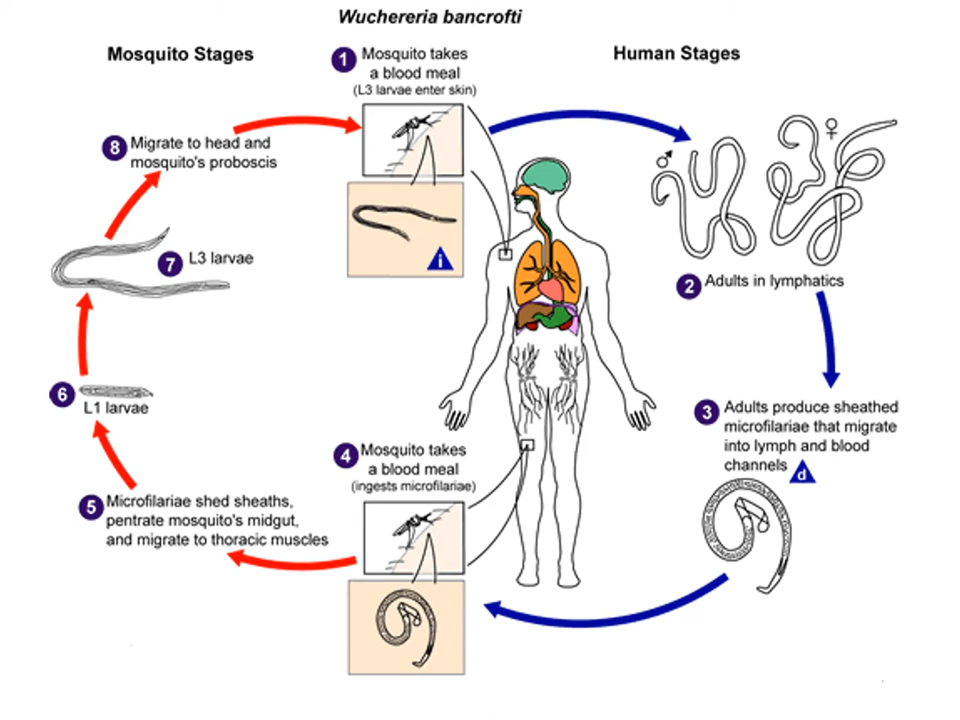 Wuchereria bancrofti
Mosquito Stages
Human Stages
1 Mosquito takes
a blood meal
(L3 larvae enter skin)
i
♂
♀
2 Adults in lymphatics
3 Adults produce sheathed
microfilariae that migrate
into lymph and blood
channels d
4 Mosquito takes
a blood meal
(ingests microfilariae)
5 Microfilariae shed sheaths,
pentrate mosquito's midgut,
and migrate to thoracic muscles
6
L1 larvae
7 L3 larvae
8 Migrate to head and
mosquito's proboscis